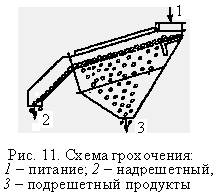 1
2
3
Рис. 11. Схема грохочения:
1 – питание; 2 – надрешетный,
3 – подрешетный продукты